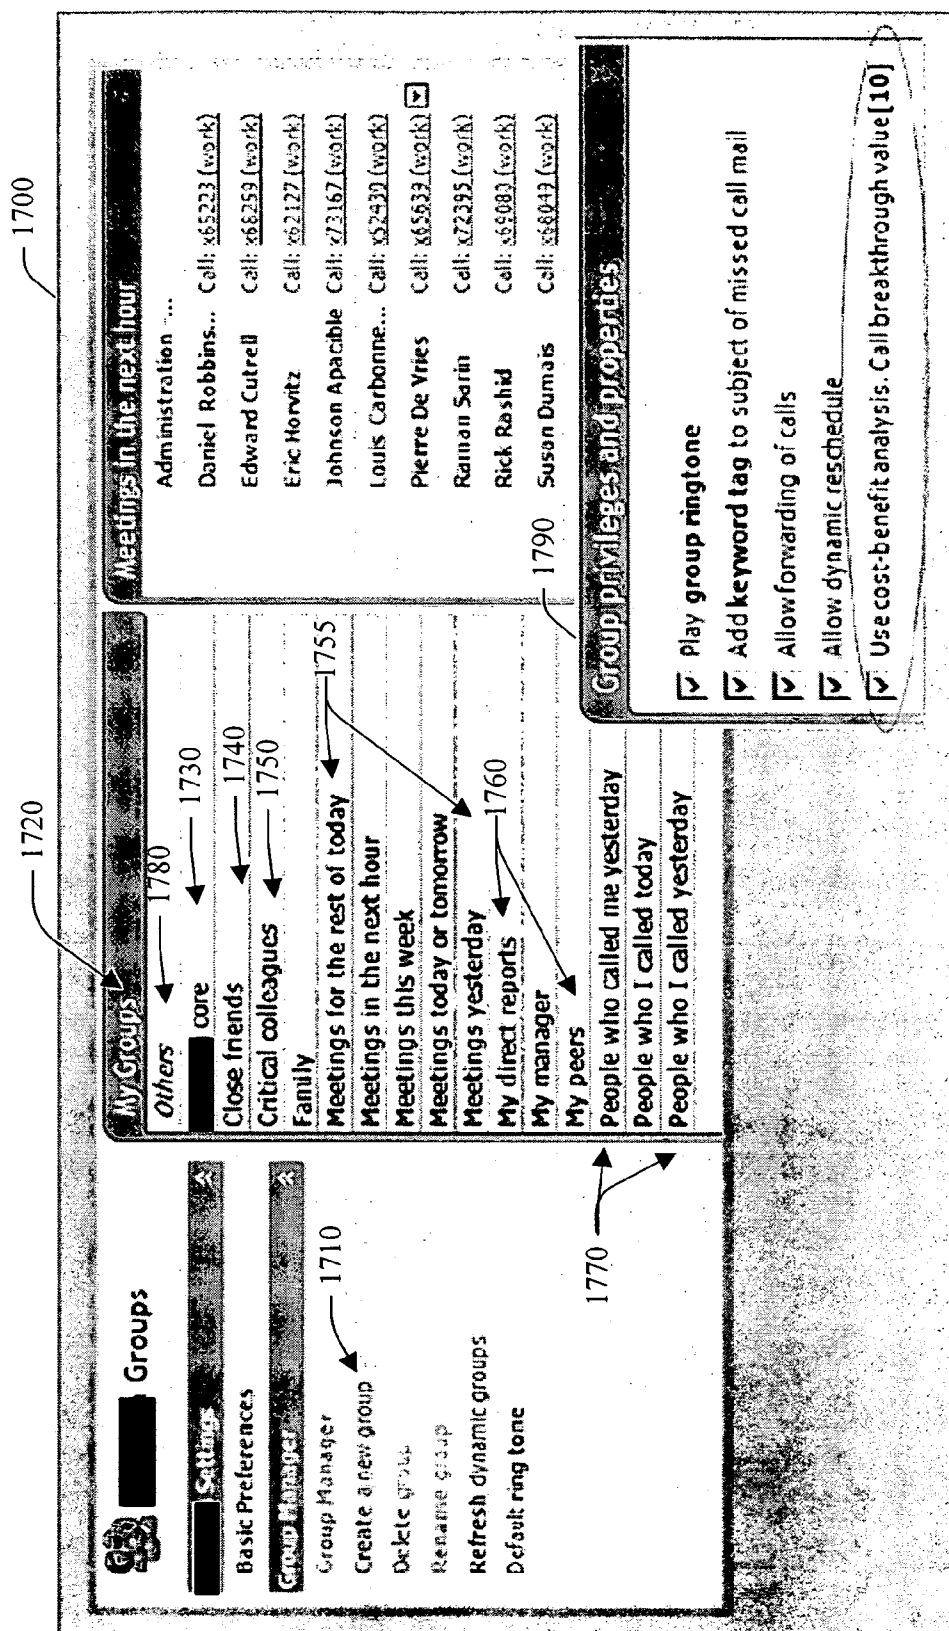 1700
1720
Groups
Settings
Basic Preferences
Group Manager
Group Manager
Create a new group
1710
Delete group
Rename group
Refresh dynamic groups
Default ring tone
My Groups
Others
1780
core
1730
Close friends
1740
Critical colleagues
1750
Family
Meetings for the rest of today
1755
Meetings in the next hour
Meetings this week
Meetings today or tomorrow
Meetings yesterday
My direct reports
1760
My manager
My peers
People who called me yesterday
People who I called today
People who I called yesterday
1770
Meetings in the next hour
Administration ...
Daniel Robbins... Call: x65223 (work)
Edward Cutrell Call: x68259 (work)
Eric Horvitz Call: x62127 (work)
Johnson Apacible Call: x73167 (work)
Louis Carbonne... Call: x52430 (work)
Pierre De Vries Call: x65639 (work)
Raman Sarin Call: x72395 (work)
Rick Rashid Call: x69080 (work)
Susan Dumais Call: x68049 (work)
1790
Group privileges and properties
Play group ringtone
Add keyword tag to subject of missed call mail
Allow forwarding of calls
Allow dynamic reschedule
Use cost-benefit analysis. Call breakthrough value[10]